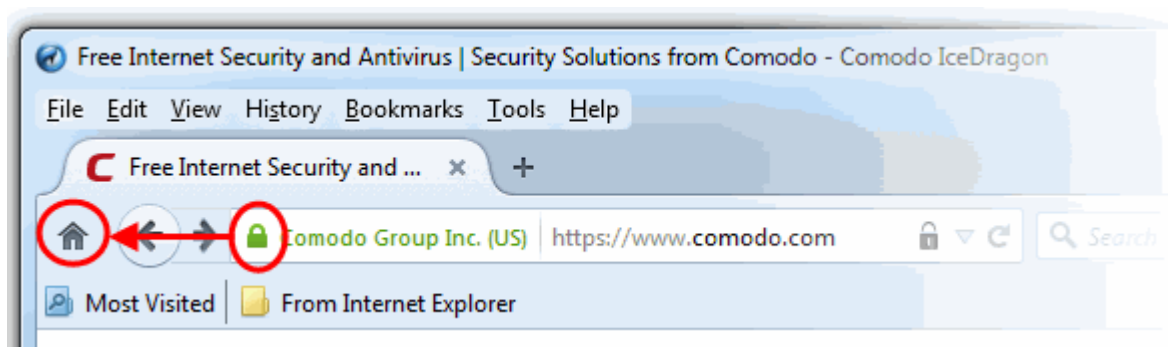 Free Internet Security and Antivirus | Security Solutions from Comodo - Comodo IceDragon
File Edit View History Bookmarks Tools Help
Free Internet Security and ...
Comodo Group Inc. (US) https://www.comodo.com Search
Most Visited From Internet Explorer